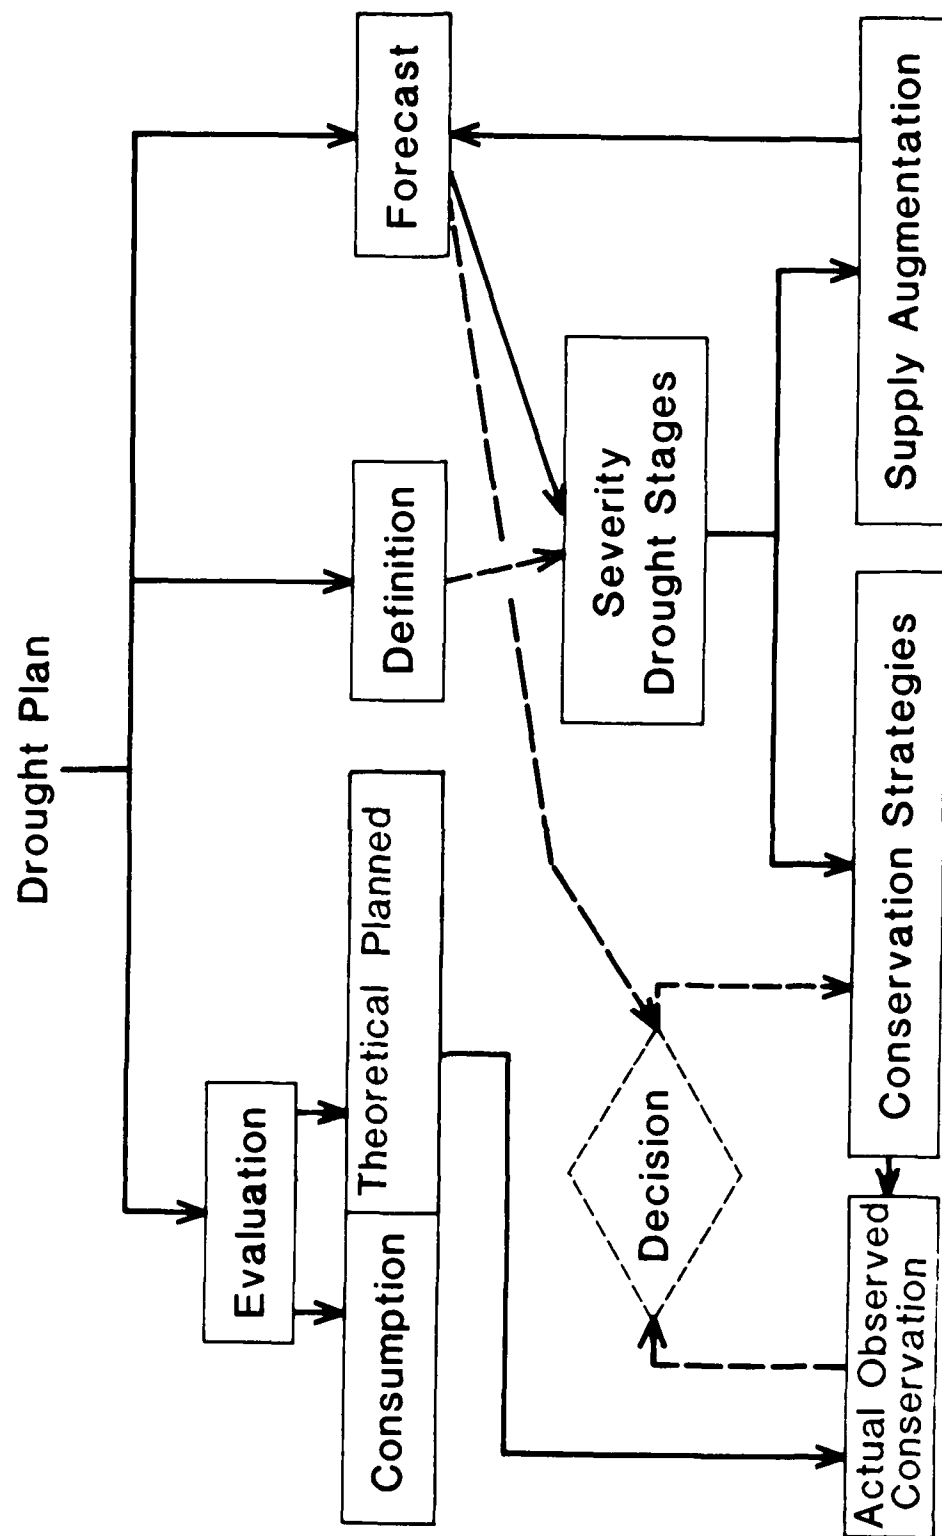 Drought Plan
Evaluation
Consumption
Theoretical Planned
Definition
Forecast
Severity
Drought Stages
Decision
Actual Observed
Conservation
Conservation Strategies
Supply Augmentation